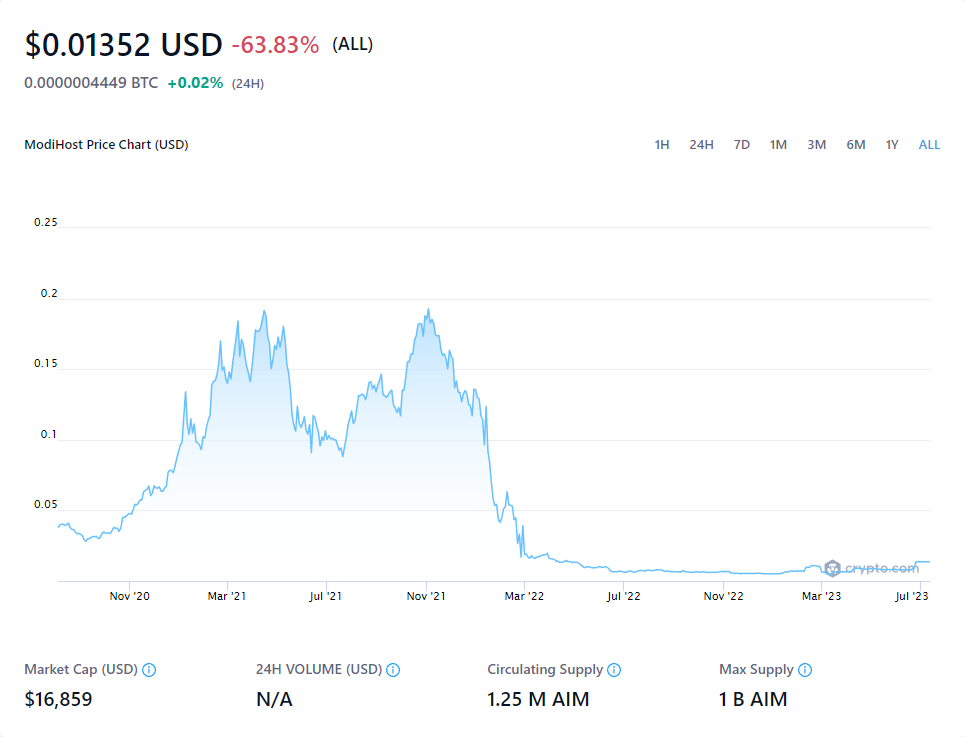 $0.01352 USD -63.83% (ALL)
0.0000004449 BTC +0.02% (24H)
ModiHost Price Chart (USD) 1H 24H 7D 1M 3M 6M 1Y ALL
0.25
0.2
0.15
0.1
0.05
crypto.com
Nov '20 Mar '21 Jul '21 Nov '21 Mar '22 Jul '22 Nov '22 Mar '23 Jul '23
Market Cap (USD) 24H VOLUME (USD) Circulating Supply Max Supply
$16,859 N/A 1.25 M AIM 1 B AIM